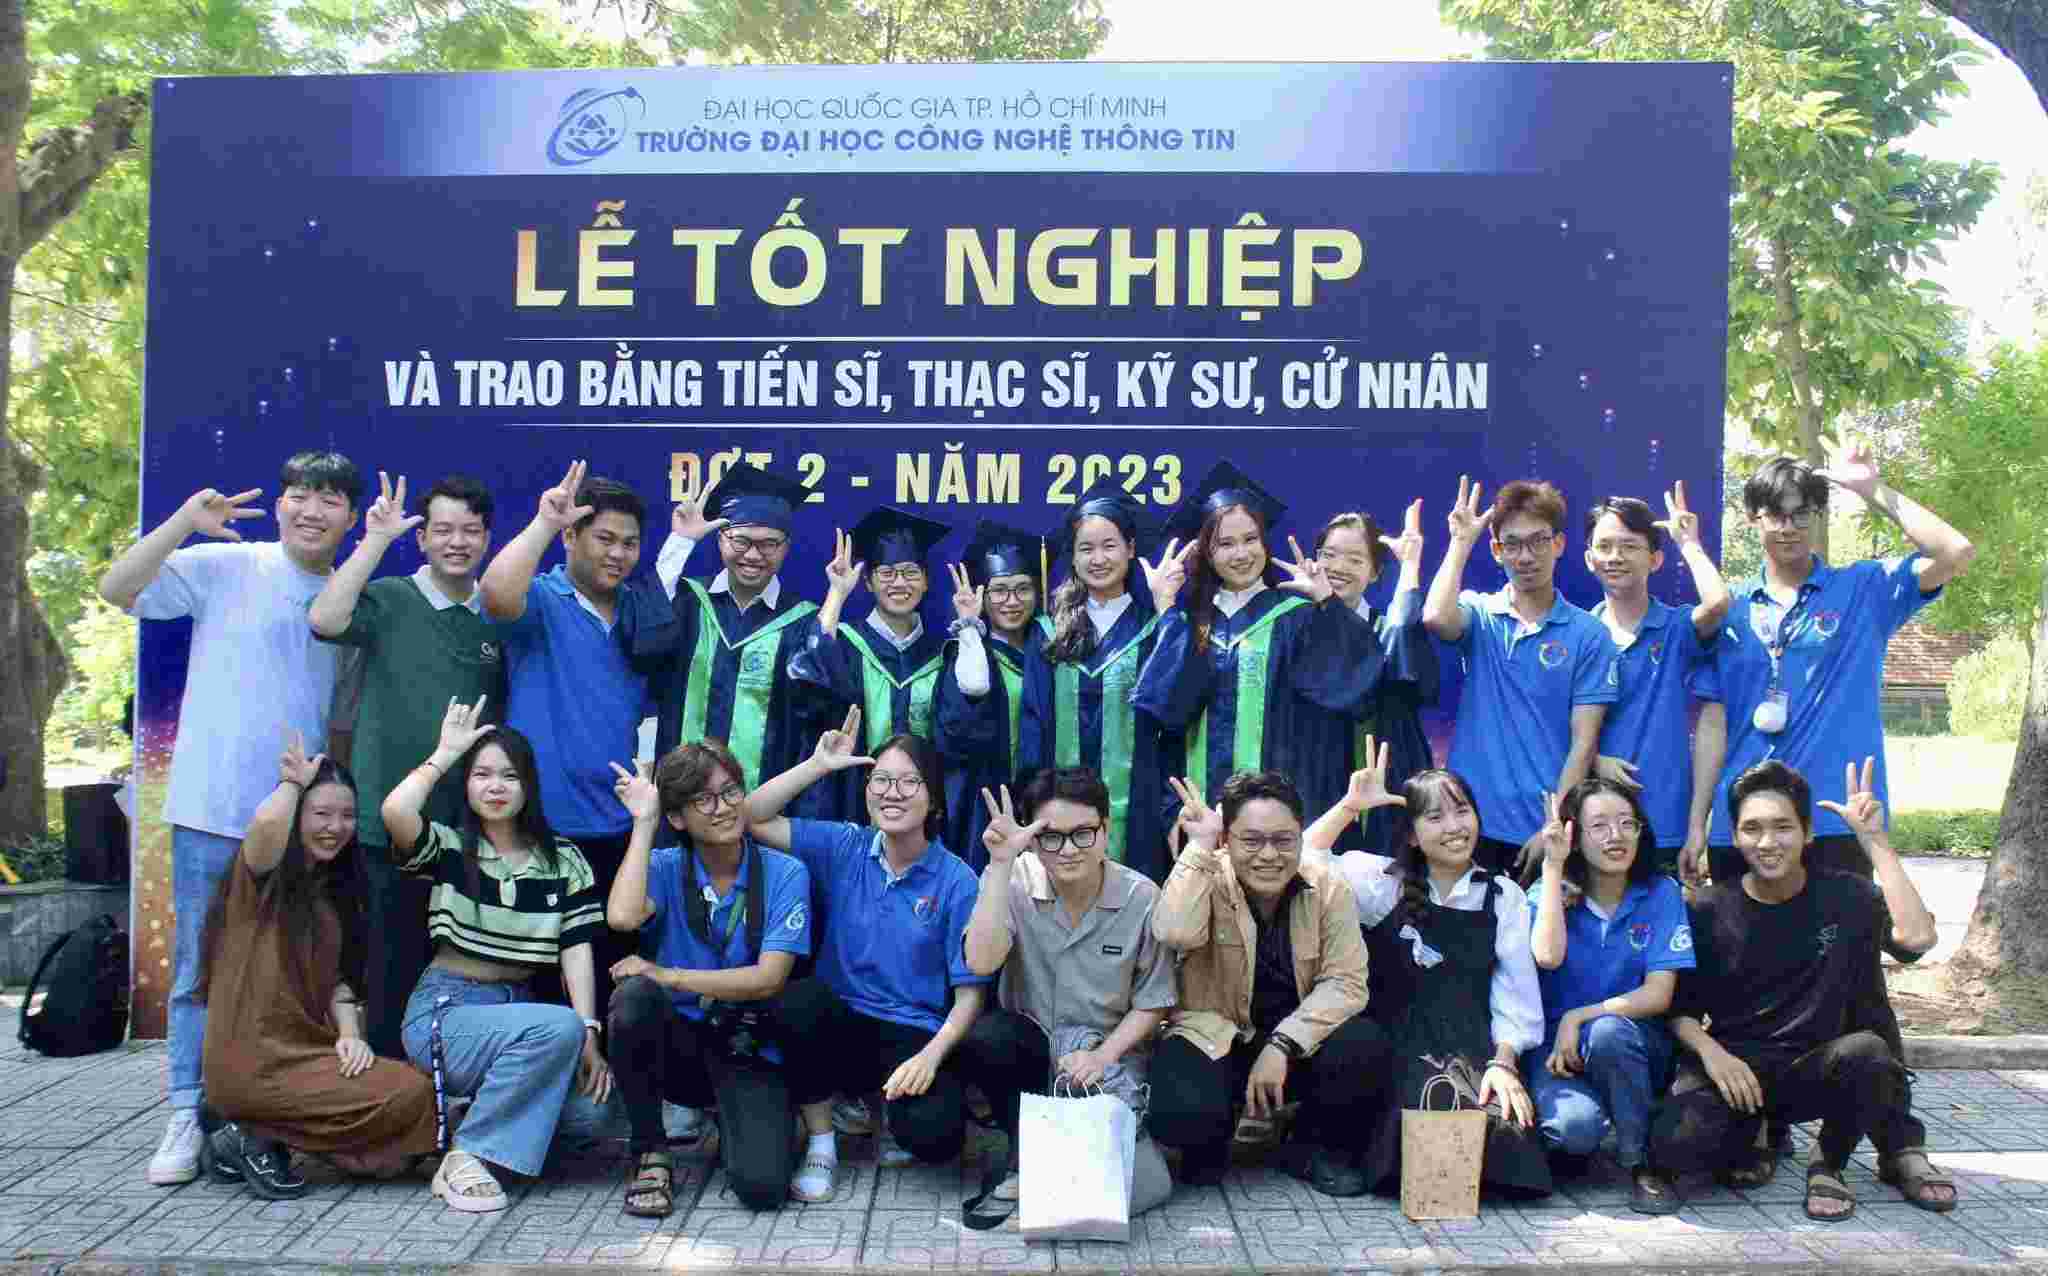 ĐẠI HỌC QUỐC GIA TP. HỒ CHÍ MINH
TRƯỜNG ĐẠI HỌC CÔNG NGHỆ THÔNG TIN
LỄ TỐT NGHIỆP
VÀ TRAO BẰNG TIẾN SĨ, THẠC SĨ, KỸ SƯ, CỬ NHÂN
ĐỢT 2 - NĂM 2023